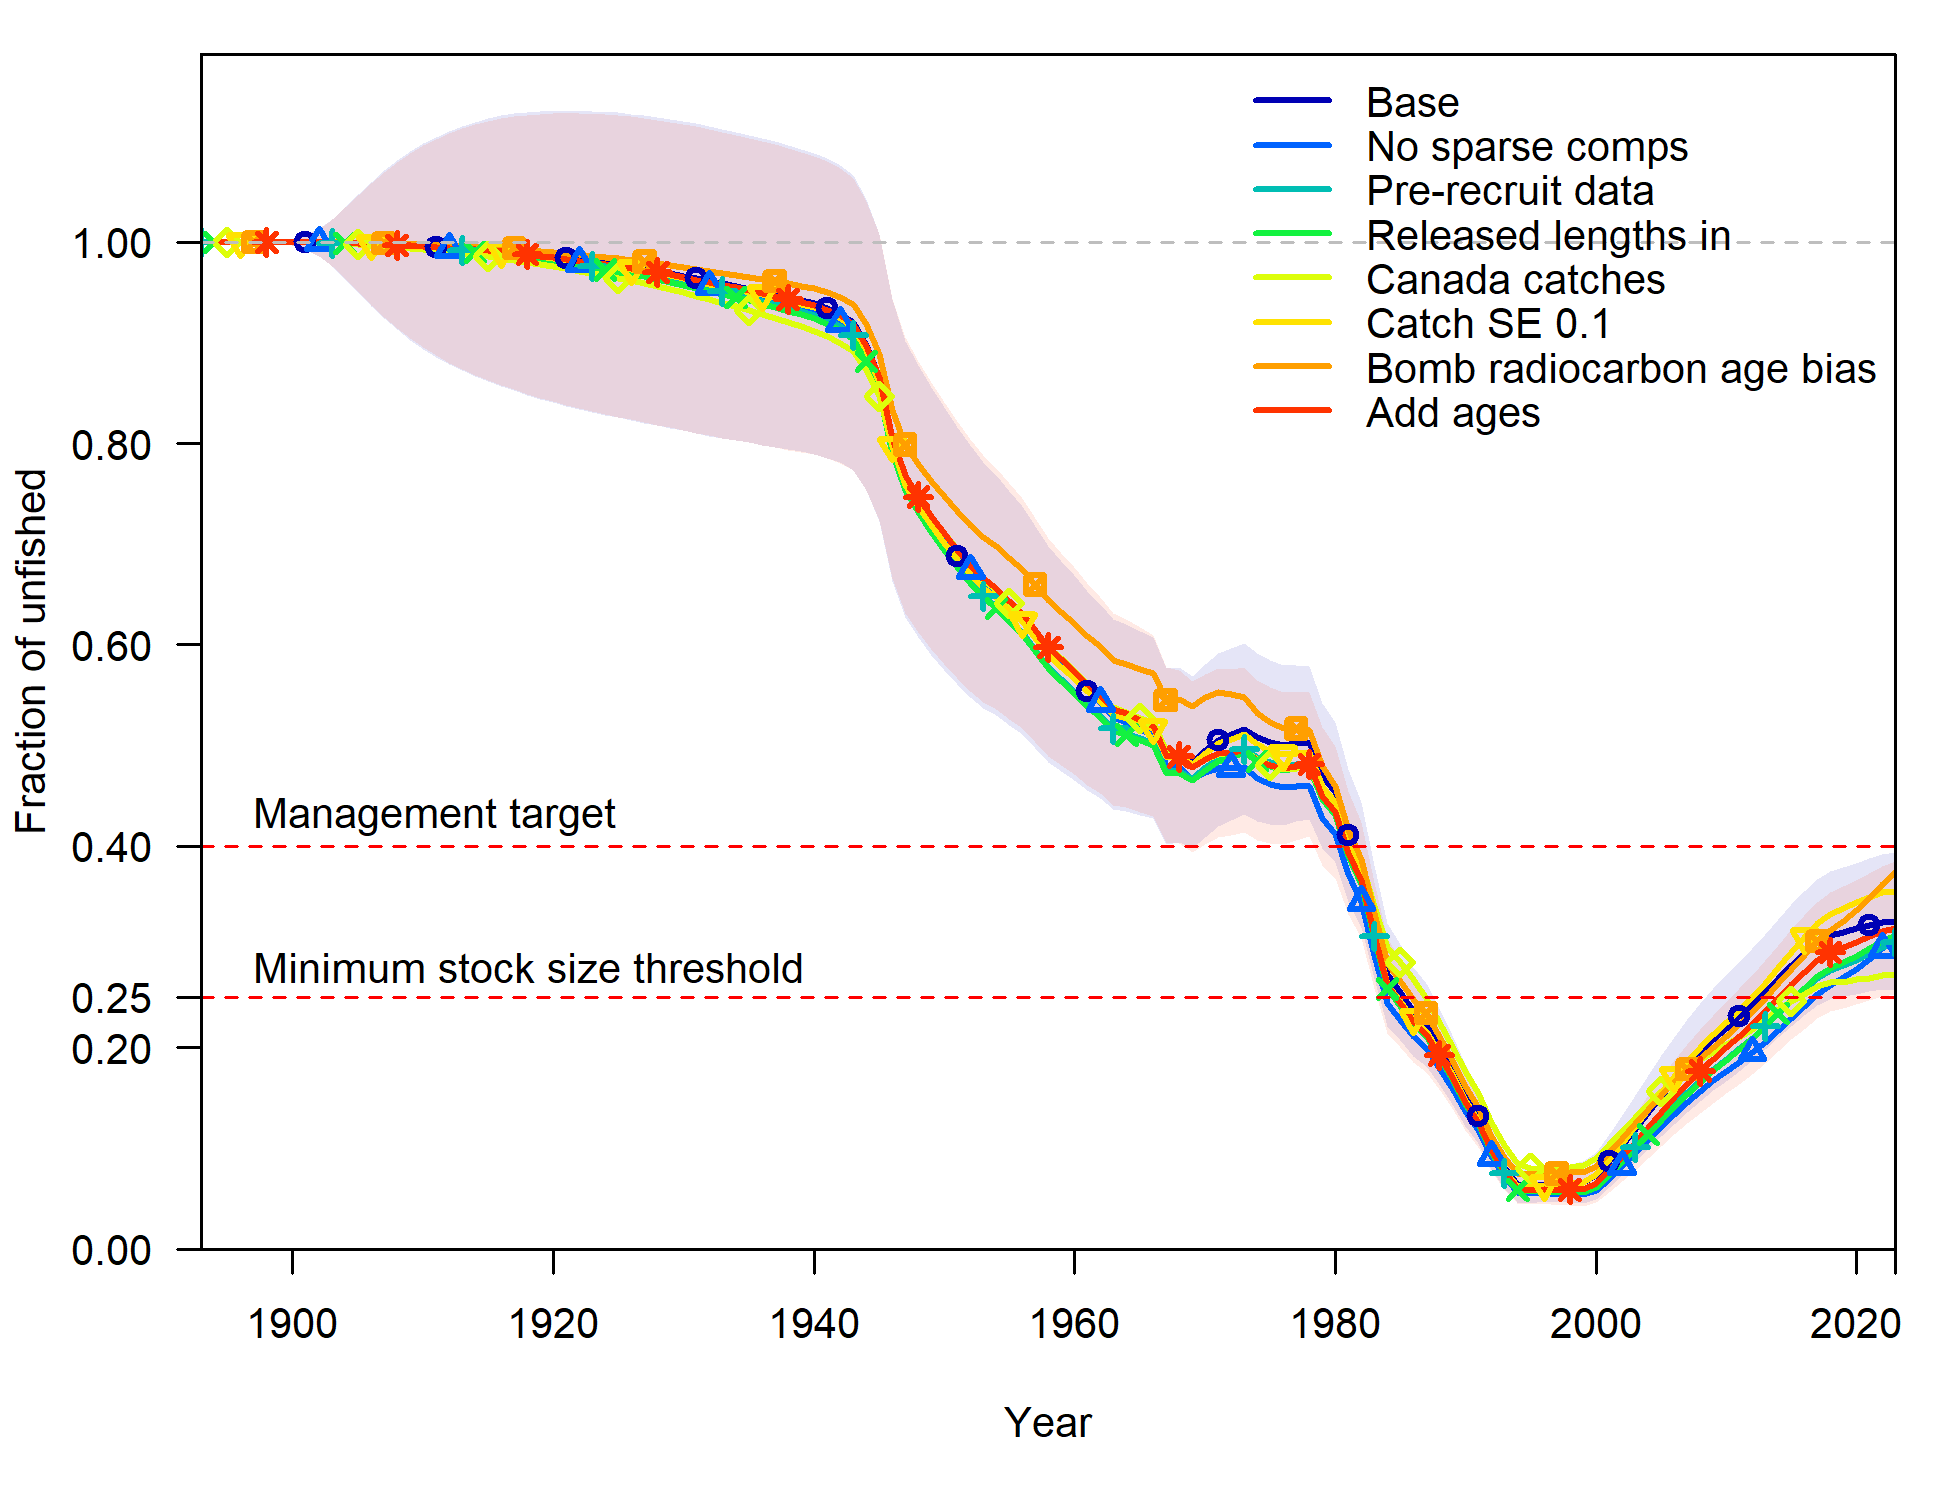 Base
No sparse comps
Pre-recruit data
Released lengths in
Canada catches
Catch SE 0.1
Bomb radiocarbon age bias
Add ages
1.00
0.80
0.60
0.40
0.25
0.20
0.00
Fraction of unfished
Management target
Minimum stock size threshold
1900 1920 1940 1960 1980 2000 2020
Year